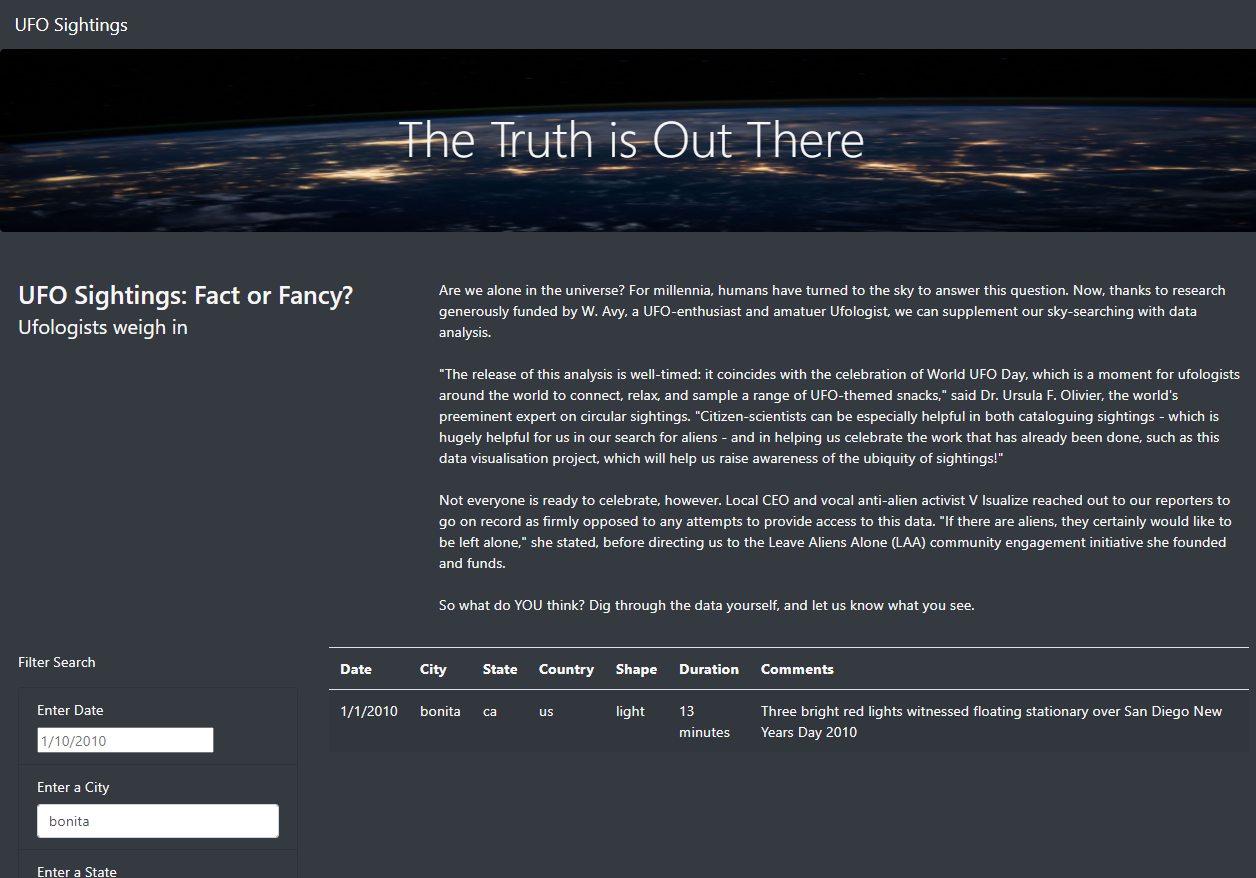 UFO Sightings
The Truth is Out There
UFO Sightings: Fact or Fancy?
Ufologists weigh in
Are we alone in the universe? For millennia, humans have turned to the sky to answer this question. Now, thanks to research
generously funded by W. Avy, a UFO-enthusiast and amatuer Ufologist, we can supplement our sky-searching with data
analysis.
"The release of this analysis is well-timed: it coincides with the celebration of World UFO Day, which is a moment for ufologists
around the world to connect, relax, and sample a range of UFO-themed snacks," said Dr. Ursula F. Olivier, the world's
preeminent expert on circular sightings. "Citizen-scientists can be especially helpful in both cataloguing sightings - which is
hugely helpful for us in our search for aliens - and in helping us celebrate the work that has already been done, such as this
data visualisation project, which will help us raise awareness of the ubiquity of sightings!"
Not everyone is ready to celebrate, however. Local CEO and vocal anti-alien activist V Isualize reached out to our reporters to
go on record as firmly opposed to any attempts to provide access to this data. "If there are aliens, they certainly would like to
be left alone," she stated, before directing us to the Leave Aliens Alone (LAA) community engagement initiative she founded
and funds.
So what do YOU think? Dig through the data yourself, and let us know what you see.
Filter Search
Enter Date
1/10/2010
Enter a City
bonita
Enter a State
Date City State Country Shape Duration Comments
1/1/2010 bonita ca us light 13 Three bright red lights witnessed floating stationary over San Diego New
minutes Years Day 2010